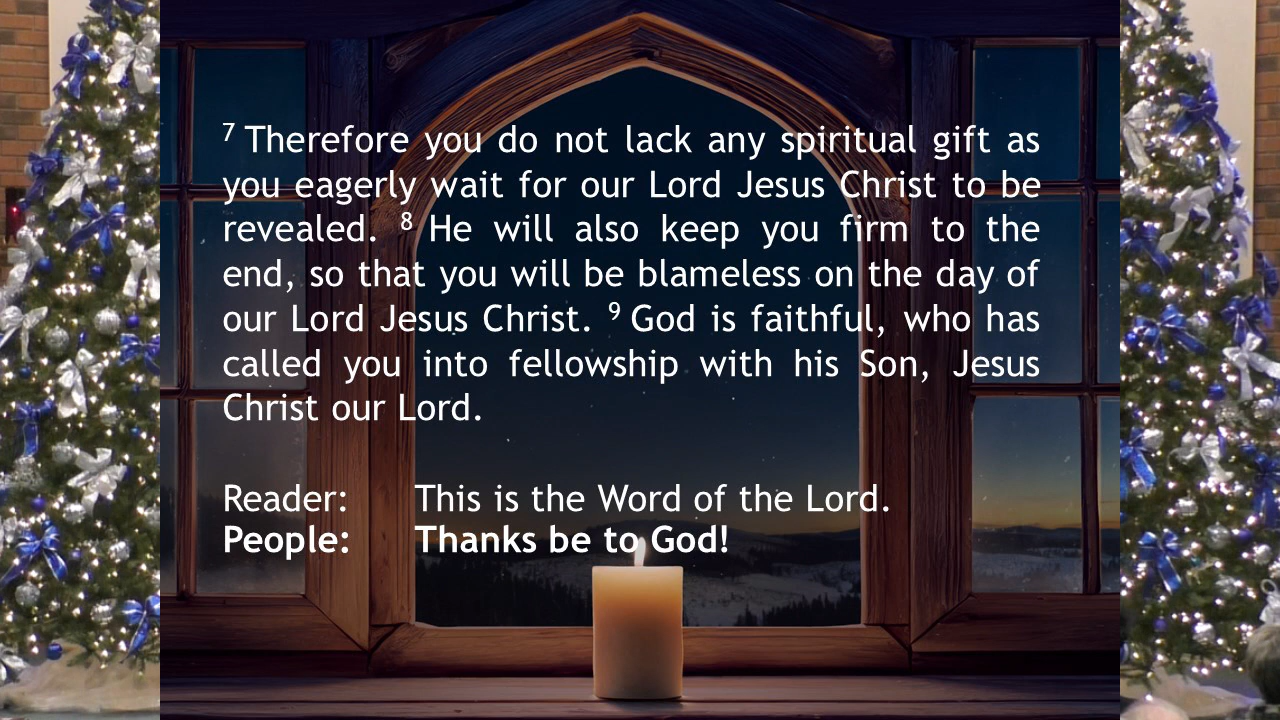 7 Therefore you do not lack any spiritual gift as
you eagerly wait for our Lord Jesus Christ to be
revealed. 8 He will also keep you firm to the
end, so that you will be blameless on the day of
our Lord Jesus Christ. 9 God is faithful, who has
called you into fellowship with his Son, Jesus
Christ our Lord.
Reader: This is the Word of the Lord.
People: Thanks be to God!